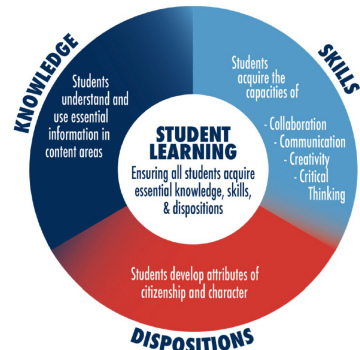 KNOWLEDGE
Students
understand and
use essential
information in
content areas
SKILLS
Students
acquire the
capacities of
- Collaboration
- Communication
- Creativity
- Critical
Thinking
STUDENT
LEARNING
Ensuring all students acquire
essential knowledge, skills,
& dispositions
Students develop attributes of
citizenship and character
DISPOSITIONS